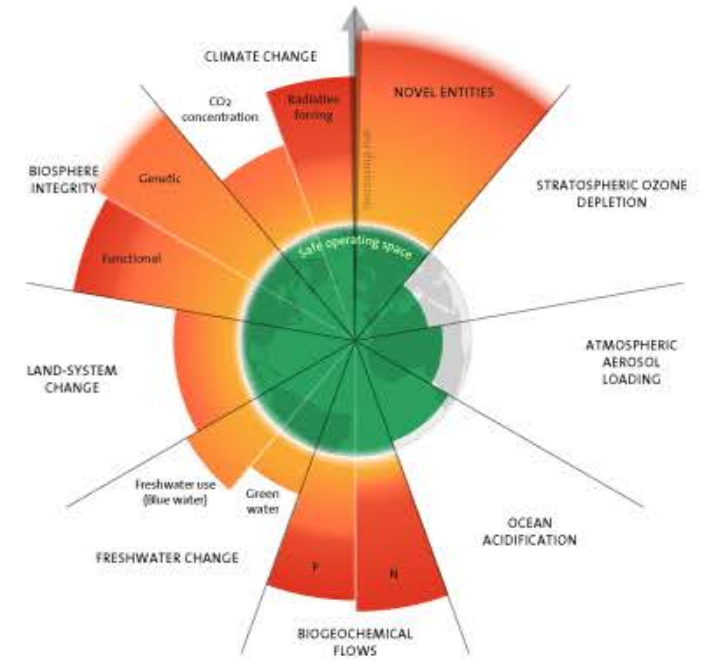 CLIMATE CHANGE
CO2
concentration
Radiative
forcing
NOVEL ENTITIES
BIOSPHERE
INTEGRITY
Genetic
Functional
STRATOSPHERIC OZONE
DEPLETION
Safe operating space
ATMOSPHERIC
AEROSOL
LOADING
LAND-SYSTEM
CHANGE
Freshwater use
(Blue water)
Green
water
FRESHWATER CHANGE
P
N
OCEAN
ACIDIFICATION
BIOGEOCHEMICAL
FLOWS